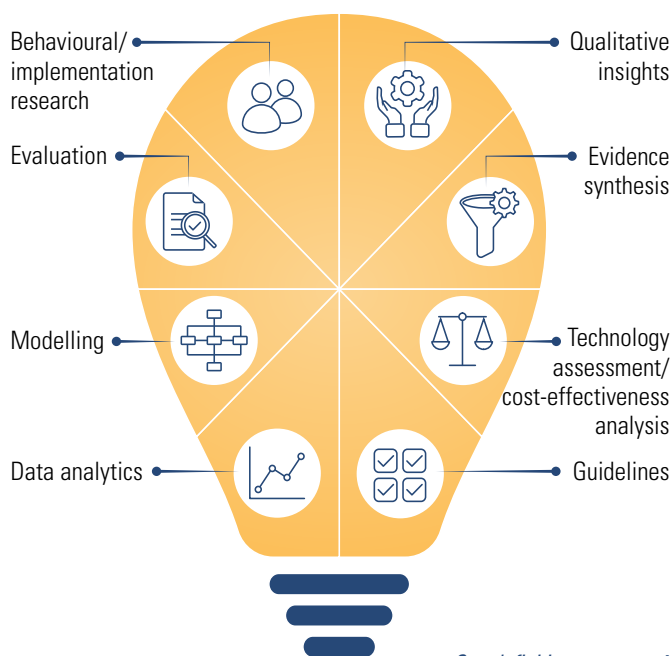 Behavioural/
implementation
research
Qualitative
insights
Evaluation
Evidence
synthesis
Modelling
Technology
assessment/
cost-effectiveness
analysis
Data analytics
Guidelines